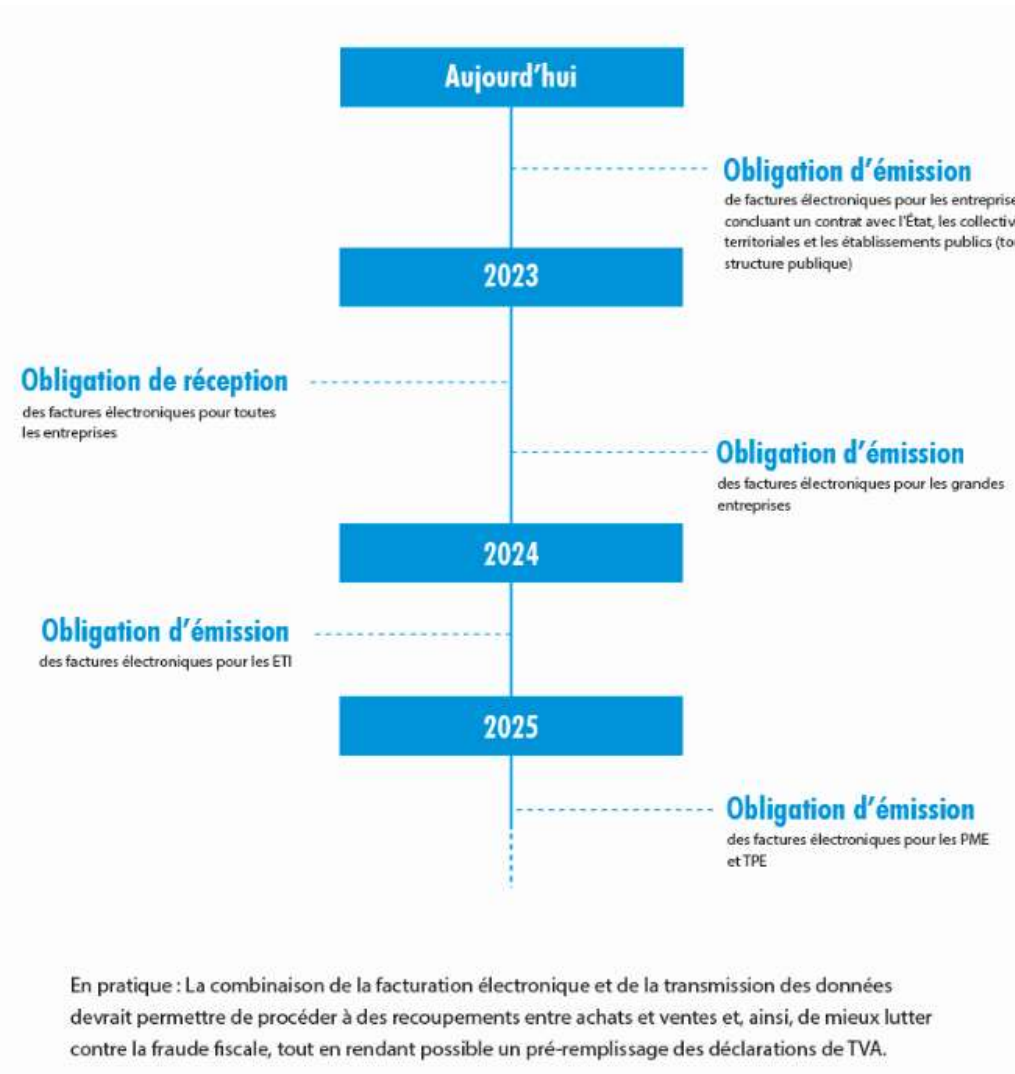 Aujourd'hui
Obligation d'émission
de factures électroniques pour les entreprise
concluant un contrat avec l'État, les collectiv
territoriales et les établissements publics (tou
structure publique)
2023
Obligation de réception
des factures électroniques pour toutes
les entreprises
Obligation d'émission
des factures électroniques pour les grandes
entreprises
2024
Obligation d'émission
des factures électroniques pour les ETI
2025
Obligation d'émission
des factures électroniques pour les PME
et TPE
En pratique : La combinaison de la facturation électronique et de la transmission des données
devrait permettre de procéder à des recoupements entre achats et ventes et, ainsi, de mieux lutter
contre la fraude fiscale, tout en rendant possible un pré-remplissage des déclarations de TVA.